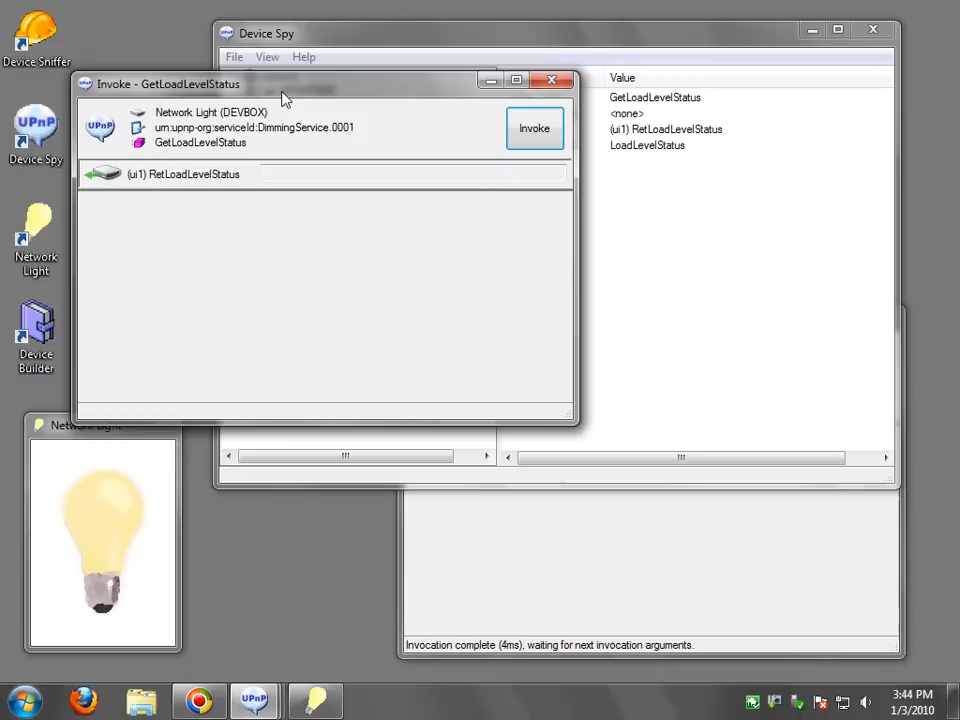 Device Sniffer
Device Spy
Network
Light
Device
Builder
Device Spy
File View Help
Value
GetLoadLevelStatus
<none>
(ui1) RetLoadLevelStatus
LoadLevelStatus
Invoke - GetLoadLevelStatus
UPnP
Network Light (DEVBOX)
urn:upnp-org:serviceId:DimmingService.0001
GetLoadLevelStatus
Invoke
(ui1) RetLoadLevelStatus
Invocation complete (4ms), waiting for next invocation arguments.
UPnP
3:44 PM
1/3/2010